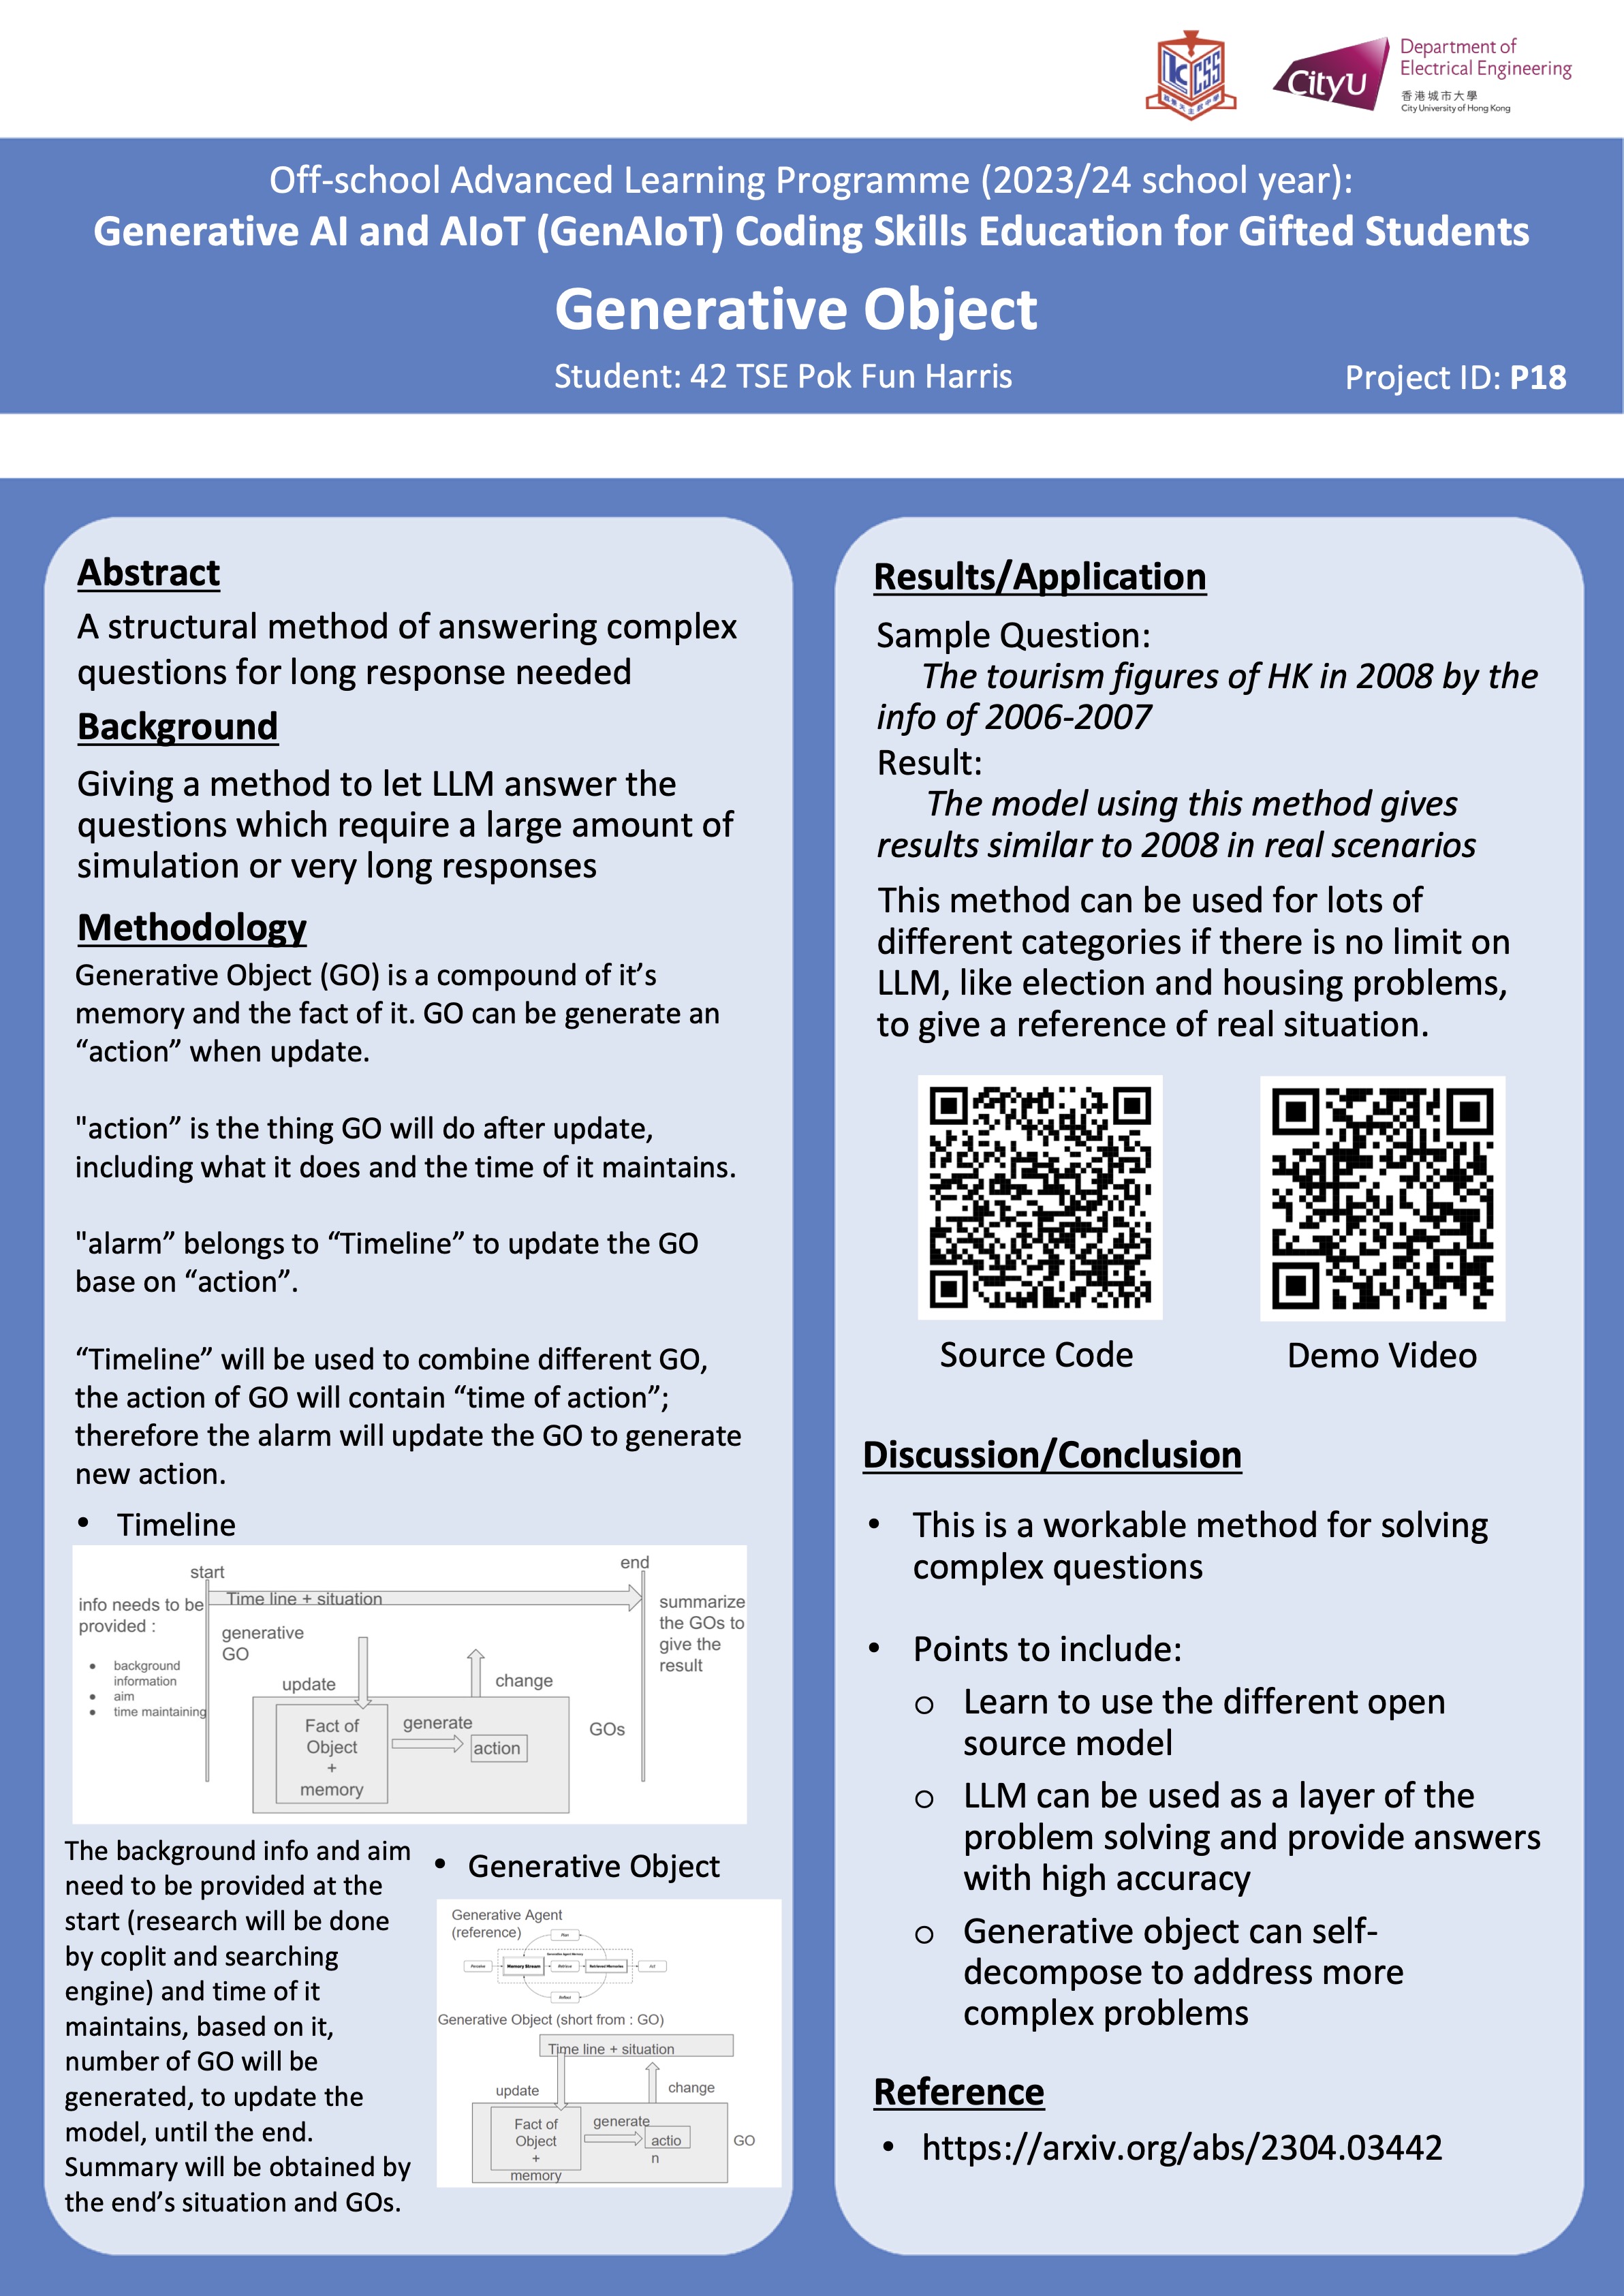 KCCSS
CityU
Department of
Electrical Engineering
香港城市大學
City University of Hong Kong
Off-school Advanced Learning Programme (2023/24 school year):
Generative AI and AIoT (GenAIoT) Coding Skills Education for Gifted Students
Generative Object
Student: 42 TSE Pok Fun Harris
Project ID: P18
Abstract
A structural method of answering complex
questions for long response needed
Background
Giving a method to let LLM answer the
questions which require a large amount of
simulation or very long responses
Methodology
Generative Object (GO) is a compound of it’s
memory and the fact of it. GO can be generate an
“action” when update.
"action” is the thing GO will do after update,
including what it does and the time of it maintains.
"alarm” belongs to “Timeline” to update the GO
base on “action”.
“Timeline” will be used to combine different GO,
the action of GO will contain “time of action”;
therefore the alarm will update the GO to generate
new action.
• Timeline
start
end
info needs to be
provided :
● background
information
● aim
● time maintaining
Time line + situation
generative
GO
update
change
Fact of
Object
+
memory
generate
action
GOs
summarize
the GOs to
give the
result
The background info and aim
need to be provided at the
start (research will be done
by coplit and searching
engine) and time of it
maintains, based on it,
number of GO will be
generated, to update the
model, until the end.
Summary will be obtained by
the end’s situation and GOs.
• Generative Object
Generative Agent
(reference)
Plan
Generative Agent Memory
Perceive
Memory Stream
Retrieve
Retrieved Memories
Act
Reflect
Generative Object (short from : GO)
Time line + situation
update
change
Fact of
Object
+
memory
generate
actio
n
GO
Results/Application
Sample Question:
The tourism figures of HK in 2008 by the
info of 2006-2007
Result:
The model using this method gives
results similar to 2008 in real scenarios
This method can be used for lots of
different categories if there is no limit on
LLM, like election and housing problems,
to give a reference of real situation.
Source Code
Demo Video
Discussion/Conclusion
• This is a workable method for solving
complex questions
• Points to include:
o Learn to use the different open
source model
o LLM can be used as a layer of the
problem solving and provide answers
with high accuracy
o Generative object can self-
decompose to address more
complex problems
Reference
• https://arxiv.org/abs/2304.03442